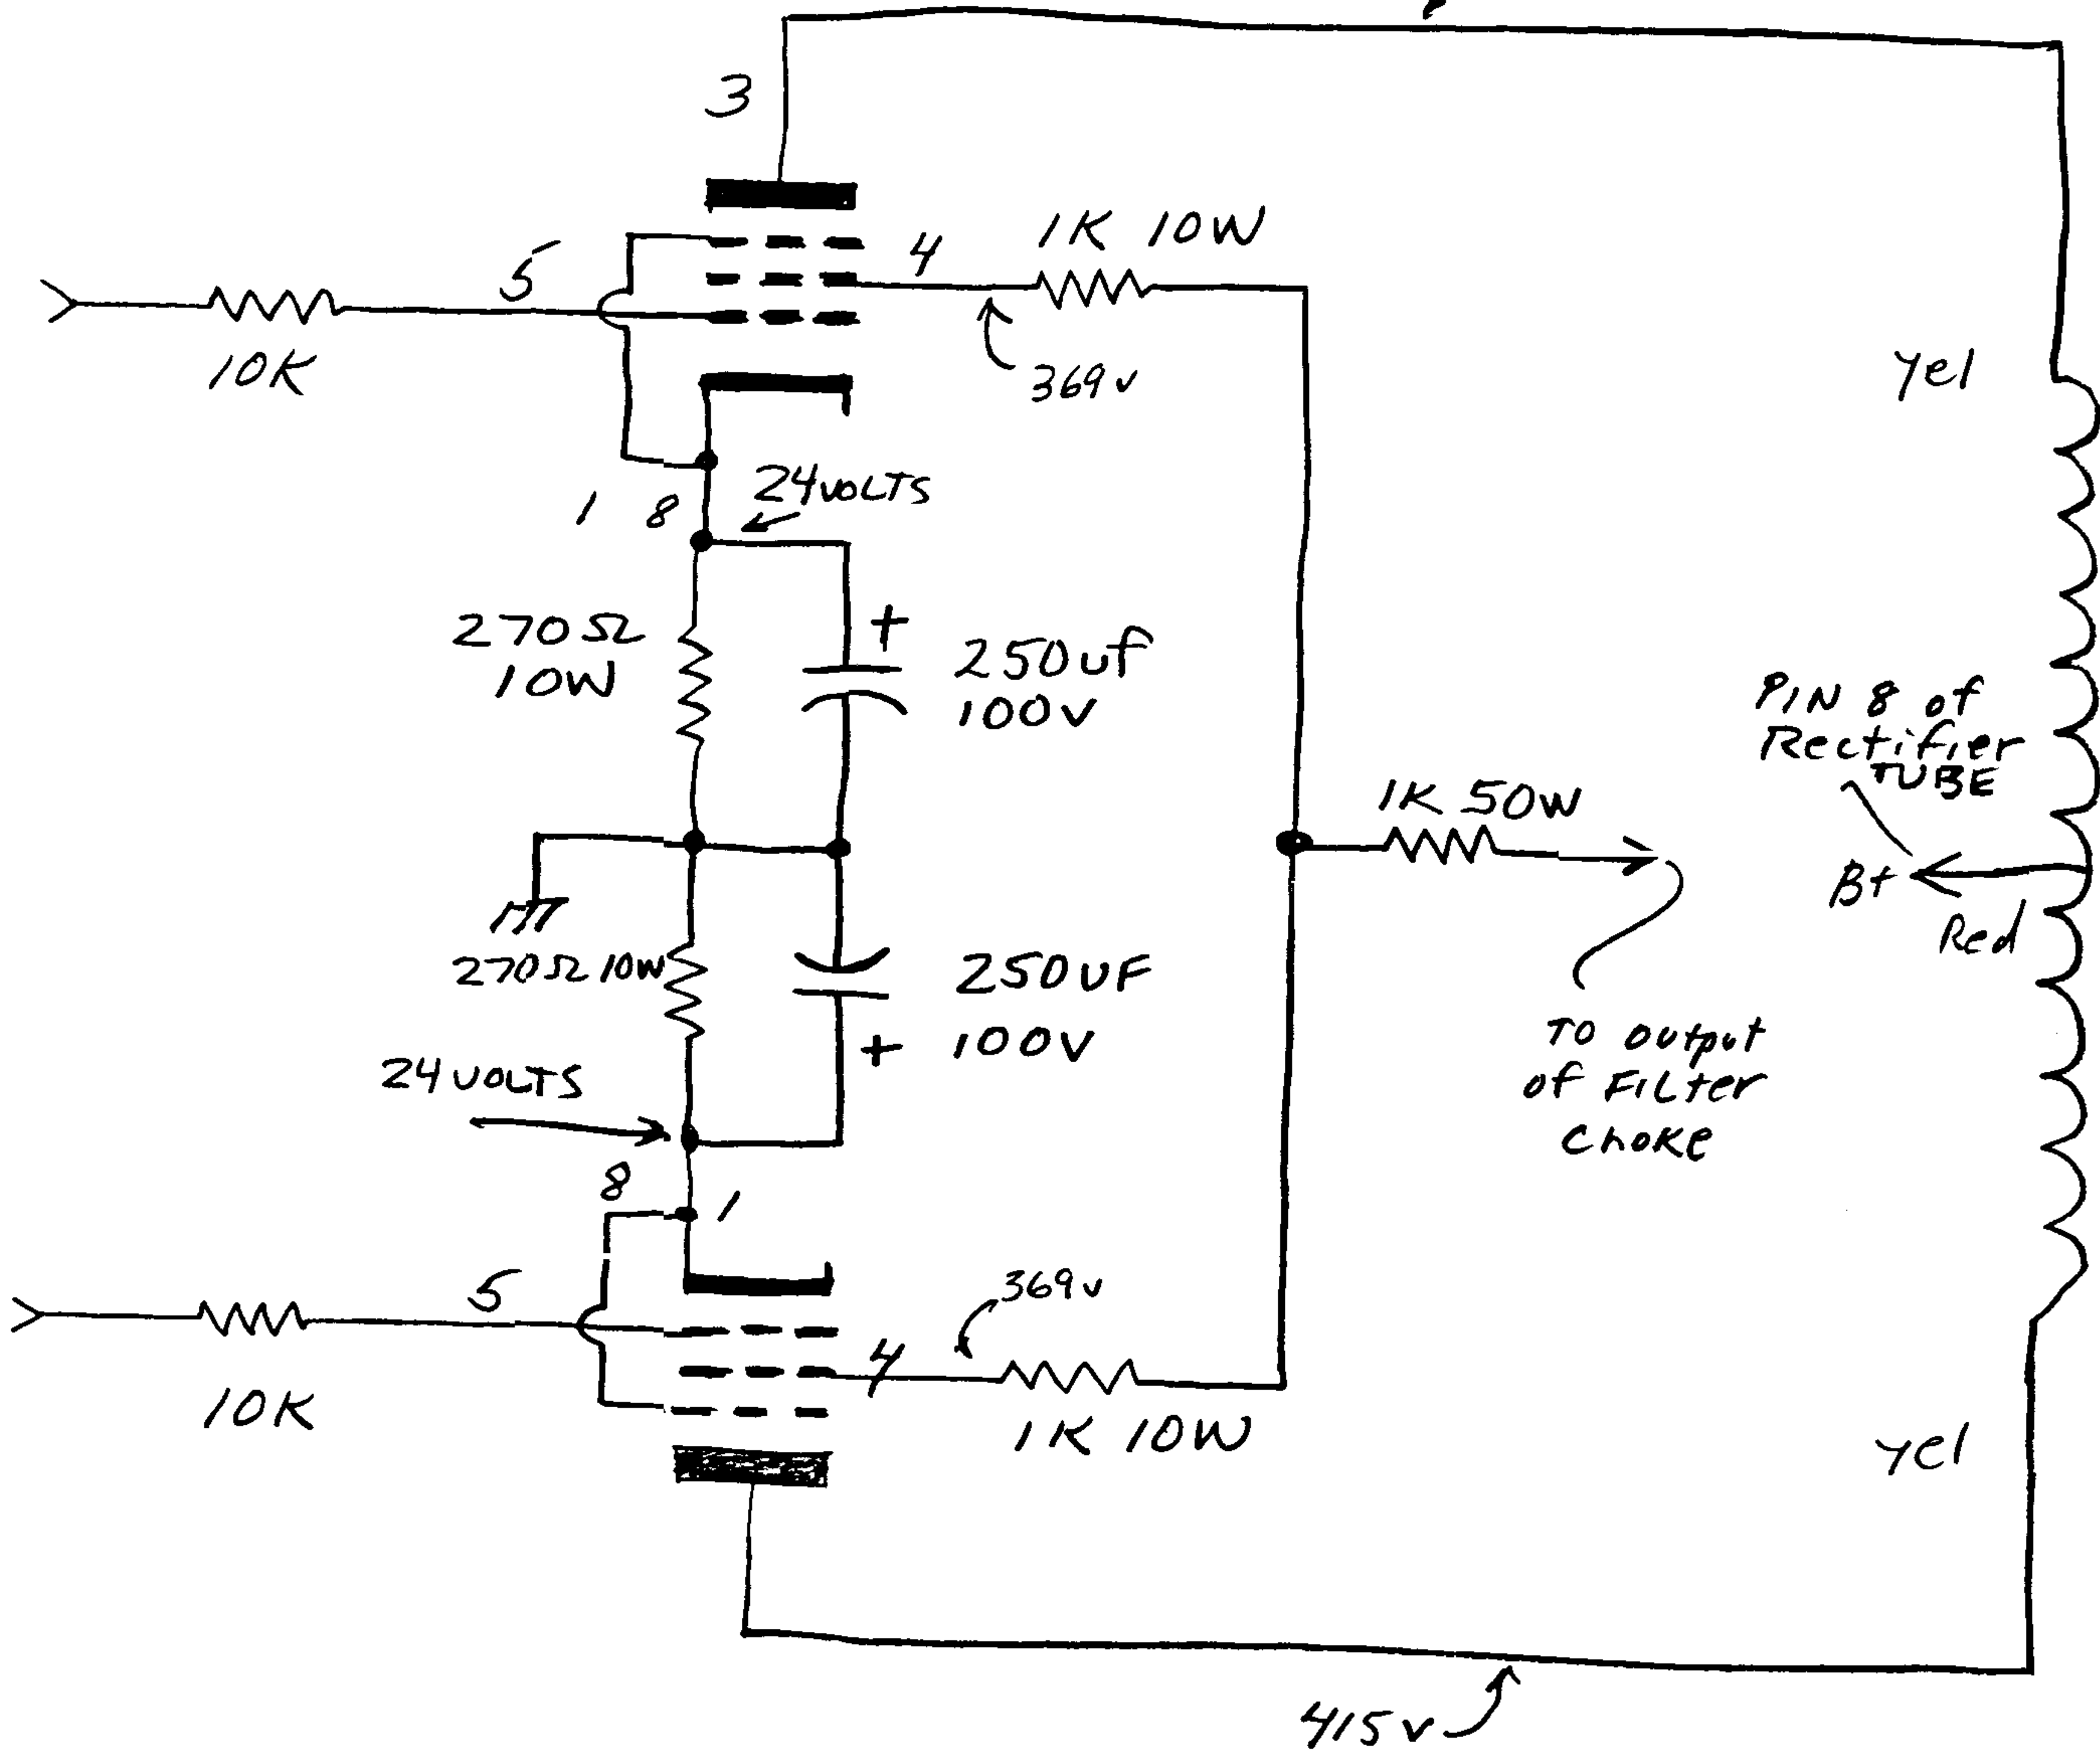 3
5
4
1K 10W
10K
369v
yel
1 8
24 VOLTS
270Ω
10W
+
250uf
100V
PIN 8 of
Rectifier
TUBE
1K 50W
B+
Red
270Ω 10W
250UF
+ 100V
TO output
of FILter
choke
24 VOLTS
8 1
5
369v
4
10K
1K 10W
yel
415v